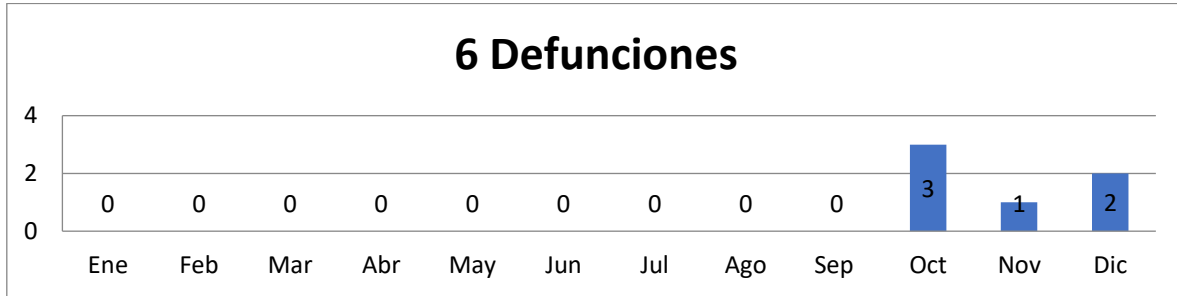 6 Defunciones
4
2
0
0 0 0 0 0 0 0 0 0 3 1 2
Ene Feb Mar Abr May Jun Jul Ago Sep Oct Nov Dic